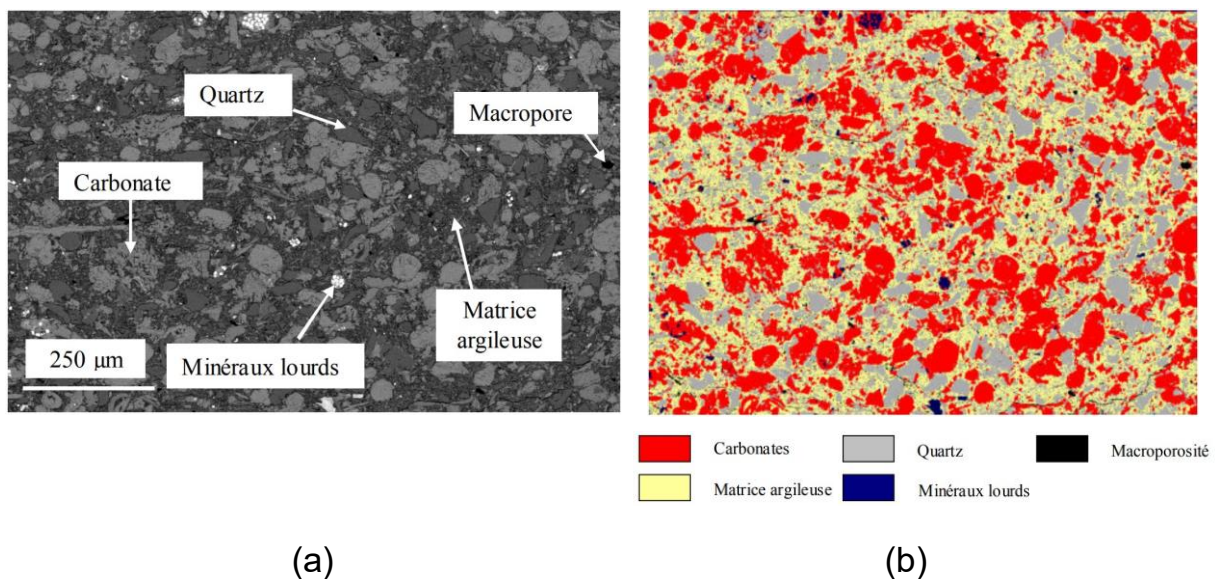 Quartz
Macropore
Carbonate
Matrice
argileuse
250 µm
Minéraux lourds
Carbonates
Quartz
Macroporosité
Matrice argileuse
Minéraux lourds
(a)
(b)